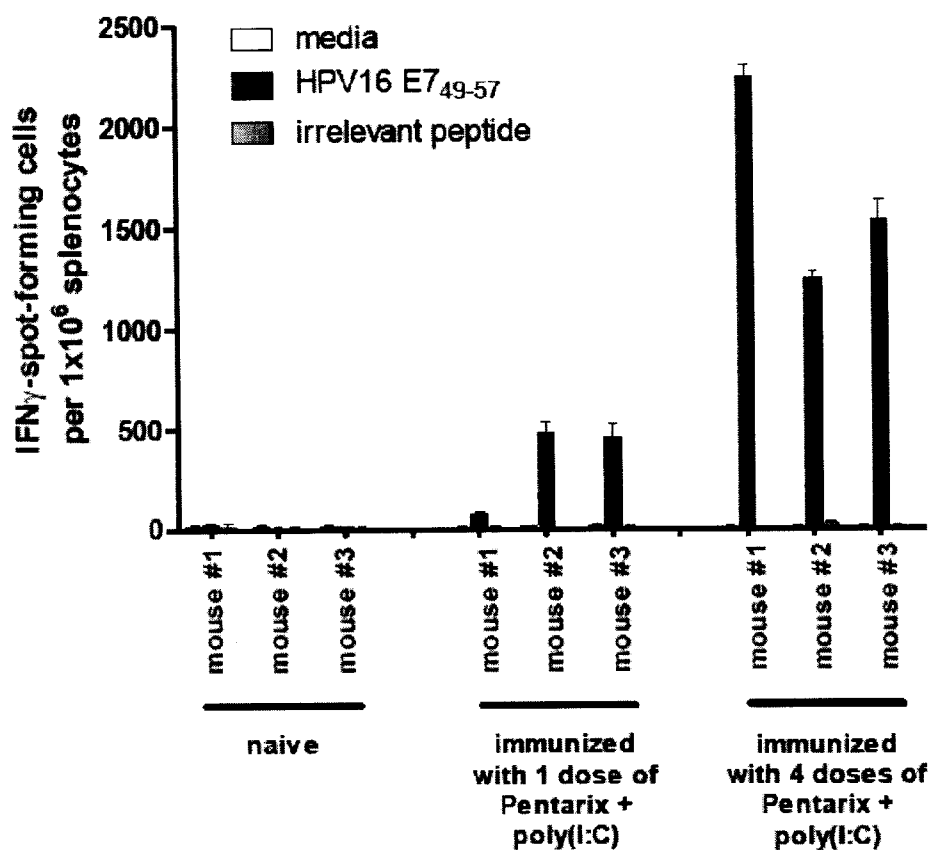 IFNγ-spot-forming cells
per 1x10⁶ splenocytes
2500
2000
1500
1000
500
0
media
HPV16 E7₄₉₋₅₇
irrelevant peptide
mouse #1
mouse #2
mouse #3
mouse #1
mouse #2
mouse #3
mouse #1
mouse #2
mouse #3
naive
immunized
with 1 dose of
Pentarix +
poly(I:C)
immunized
with 4 doses of
Pentarix +
poly(I:C)